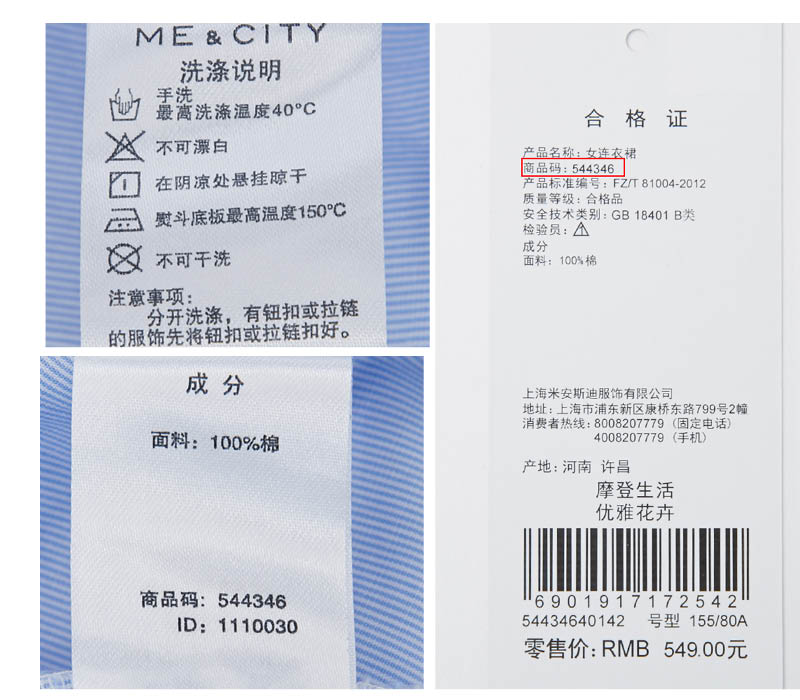 ME & CITY
洗涤说明
手洗
最高洗涤温度40°C
不可漂白
在阴凉处悬挂晾干
熨斗底板最高温度150°C
不可干洗
注意事项:
分开洗涤，有钮扣或拉链
的服饰先将钮扣或拉链扣好。
成 分
面料: 100%棉
商品码: 544346
ID: 1110030
合 格 证
产品名称: 女连衣裙
商品码: 544346
产品标准编号: FZ/T 81004-2012
质量等级: 合格品
安全技术类别: GB 18401 B类
检验员: 1
成分
面料: 100%棉
上海米安斯迪服饰有限公司
地址: 上海市浦东新区康桥东路799号2幢
消费者热线: 8008207779 (固定电话)
4008207779 (手机)
产地: 河南 许昌
摩登生活
优雅花卉
6901917172542
54434640142 号型 155/80A
零售价: RMB 549.00元